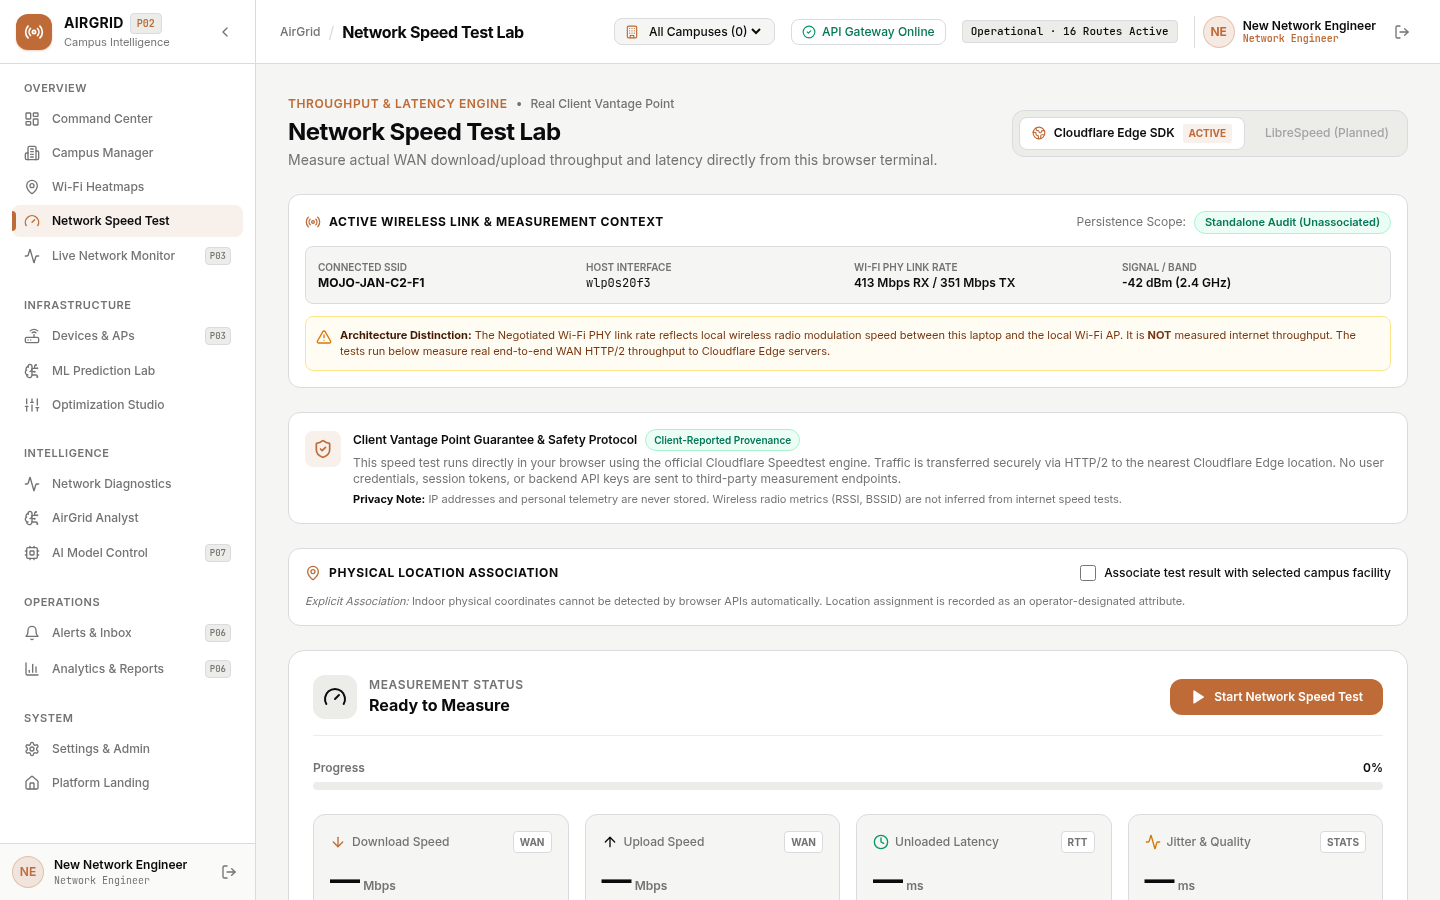 AIRGRID P02
Campus Intelligence
OVERVIEW
Command Center
Campus Manager
Wi-Fi Heatmaps
Network Speed Test
Live Network Monitor P03
INFRASTRUCTURE
Devices & APs P03
ML Prediction Lab
Optimization Studio
INTELLIGENCE
Network Diagnostics
AirGrid Analyst
AI Model Control P07
OPERATIONS
Alerts & Inbox P06
Analytics & Reports P06
SYSTEM
Settings & Admin
Platform Landing
NE New Network Engineer
Network Engineer
AirGrid / Network Speed Test Lab
All Campuses (0)
API Gateway Online
Operational · 16 Routes Active
NE New Network Engineer
Network Engineer
THROUGHPUT & LATENCY ENGINE • Real Client Vantage Point
Network Speed Test Lab
Measure actual WAN download/upload throughput and latency directly from this browser terminal.
Cloudflare Edge SDK ACTIVE LibreSpeed (Planned)
ACTIVE WIRELESS LINK & MEASUREMENT CONTEXT
Persistence Scope: Standalone Audit (Unassociated)
CONNECTED SSID
MOJO-JAN-C2-F1
HOST INTERFACE
wlp0s20f3
WI-FI PHY LINK RATE
413 Mbps RX / 351 Mbps TX
SIGNAL / BAND
-42 dBm (2.4 GHz)
Architecture Distinction: The Negotiated Wi-Fi PHY link rate reflects local wireless radio modulation speed between this laptop and the local Wi-Fi AP. It is NOT measured internet throughput. The
tests run below measure real end-to-end WAN HTTP/2 throughput to Cloudflare Edge servers.
Client Vantage Point Guarantee & Safety Protocol Client-Reported Provenance
This speed test runs directly in your browser using the official Cloudflare Speedtest engine. Traffic is transferred securely via HTTP/2 to the nearest Cloudflare Edge location. No user
credentials, session tokens, or backend API keys are sent to third-party measurement endpoints.
Privacy Note: IP addresses and personal telemetry are never stored. Wireless radio metrics (RSSI, BSSID) are not inferred from internet speed tests.
PHYSICAL LOCATION ASSOCIATION
Associate test result with selected campus facility
Explicit Association: Indoor physical coordinates cannot be detected by browser APIs automatically. Location assignment is recorded as an operator-designated attribute.
MEASUREMENT STATUS
Ready to Measure
Start Network Speed Test
Progress 0%
Download Speed WAN
— Mbps
Upload Speed WAN
— Mbps
Unloaded Latency RTT
— ms
Jitter & Quality STATS
— ms